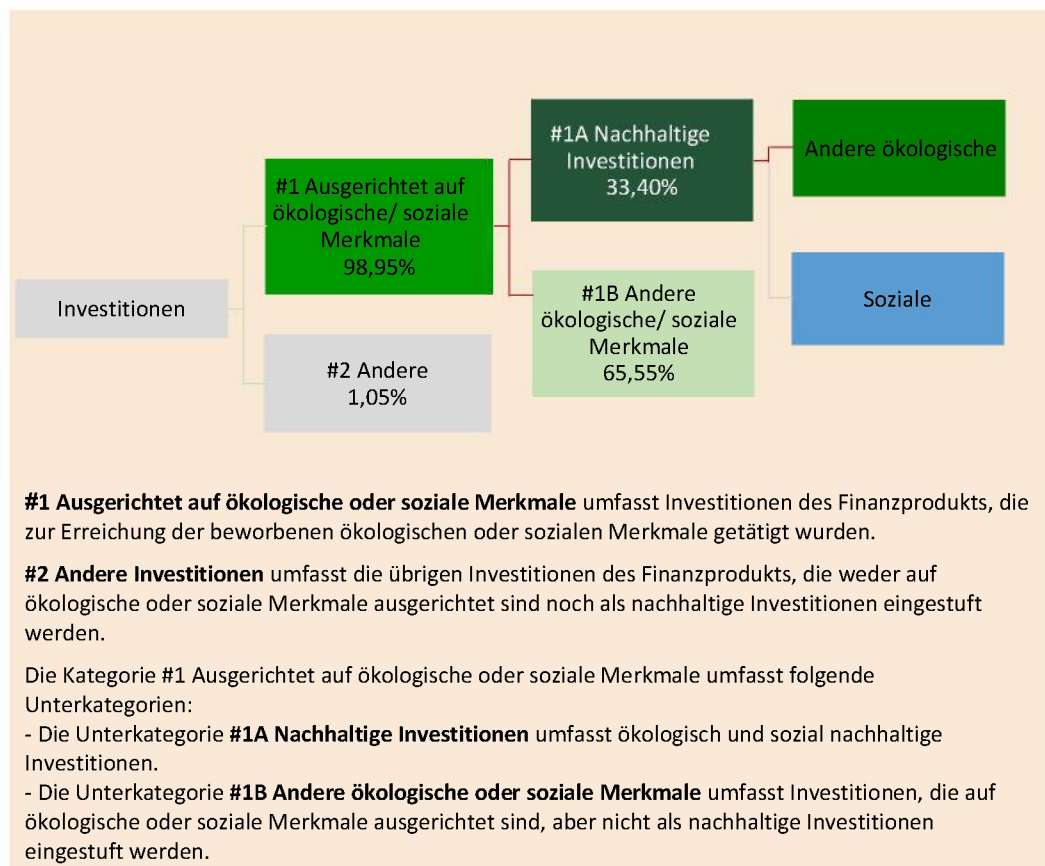 #1A Nachhaltige
Investitionen
33,40%
Andere ökologische
#1 Ausgerichtet auf
ökologische/ soziale
Merkmale
98,95%
Investitionen
#1B Andere
ökologische/ soziale
Merkmale
65,55%
Soziale
#2 Andere
1,05%
#1 Ausgerichtet auf ökologische oder soziale Merkmale umfasst Investitionen des Finanzprodukts, die
zur Erreichung der beworbenen ökologischen oder sozialen Merkmale getätigt wurden.
#2 Andere Investitionen umfasst die übrigen Investitionen des Finanzprodukts, die weder auf
ökologische oder soziale Merkmale ausgerichtet sind noch als nachhaltige Investitionen eingestuft
werden.
Die Kategorie #1 Ausgerichtet auf ökologische oder soziale Merkmale umfasst folgende
Unterkategorien:
- Die Unterkategorie #1A Nachhaltige Investitionen umfasst ökologisch und sozial nachhaltige
Investitionen.
- Die Unterkategorie #1B Andere ökologische oder soziale Merkmale umfasst Investitionen, die auf
ökologische oder soziale Merkmale ausgerichtet sind, aber nicht als nachhaltige Investitionen
eingestuft werden.